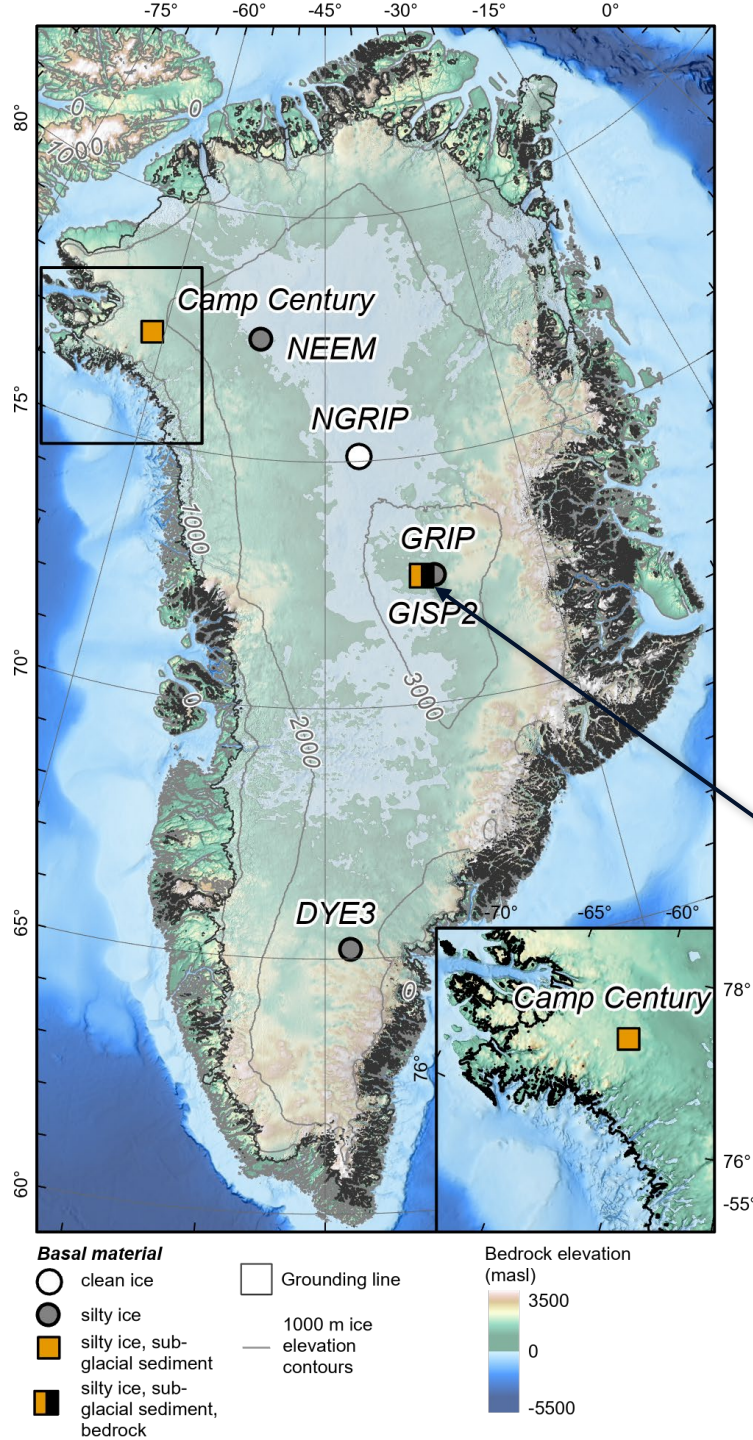 -75°
-60°
-45°
-30°
-15°
0°
80°
75°
70°
65°
60°
0
0
1000
Camp Century
NEEM
NGRIP
1000
GRIP
GISP2
3000
0
2000
0
DYE3
0
-70°
-65°
-60°
78°
Camp Century
76°
76°
-55°
Basal material
clean ice
silty ice
silty ice, sub-
glacial sediment
silty ice, sub-
glacial sediment,
bedrock
Grounding line
1000 m ice
elevation
contours
Bedrock elevation
(masl)
3500
0
-5500